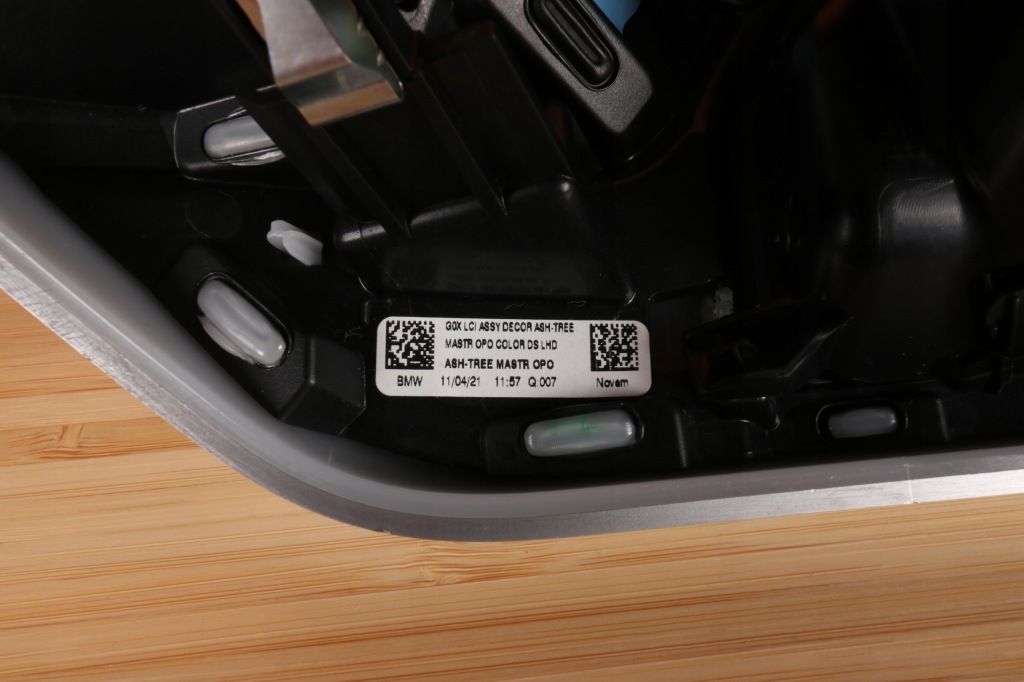 G0X LCI ASSY DECOR ASH-TREE
MASTR OPO COLOR DS LHD
ASH-TREE MASTR OPO
BMW 11/04/21 11:57 Q:007 Novem